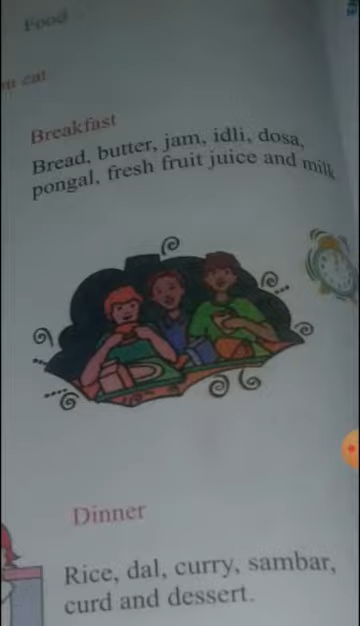 Food
eat
Breakfast
Bread, butter, jam, idli, dosa,
pongal, fresh fruit juice and milk
Dinner
Rice, dal, curry, sambar,
curd and dessert.